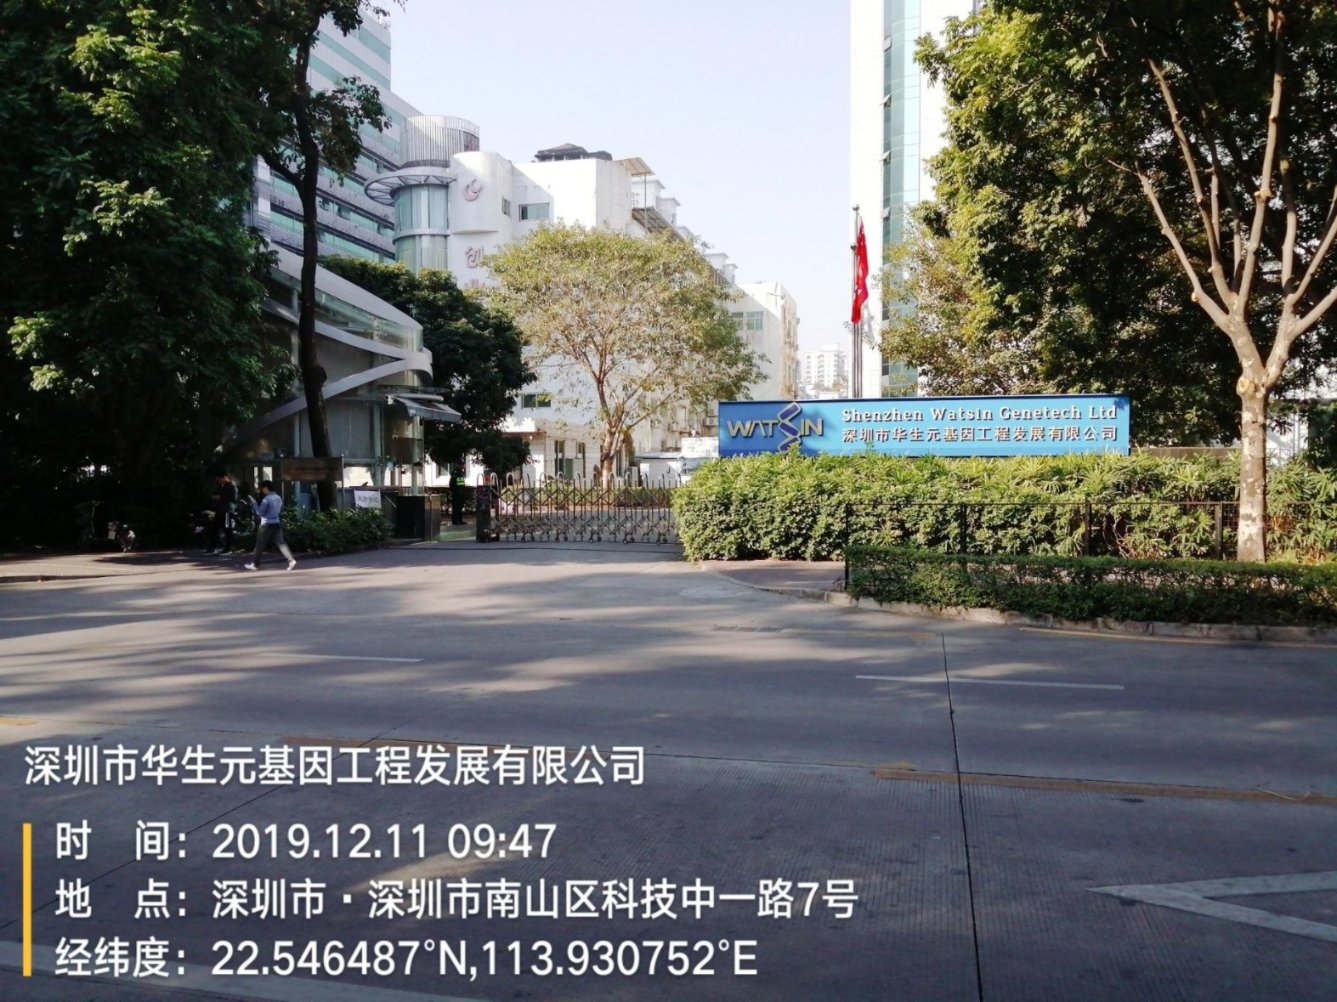 创
WATSIN
Shenzhen Watsin Genetech Ltd
深圳市华生元基因工程发展有限公司
深圳市华生元基因工程发展有限公司
时 间：2019.12.11 09:47
地 点：深圳市·深圳市南山区科技中一路7号
经纬度：22.546487°N,113.930752°E